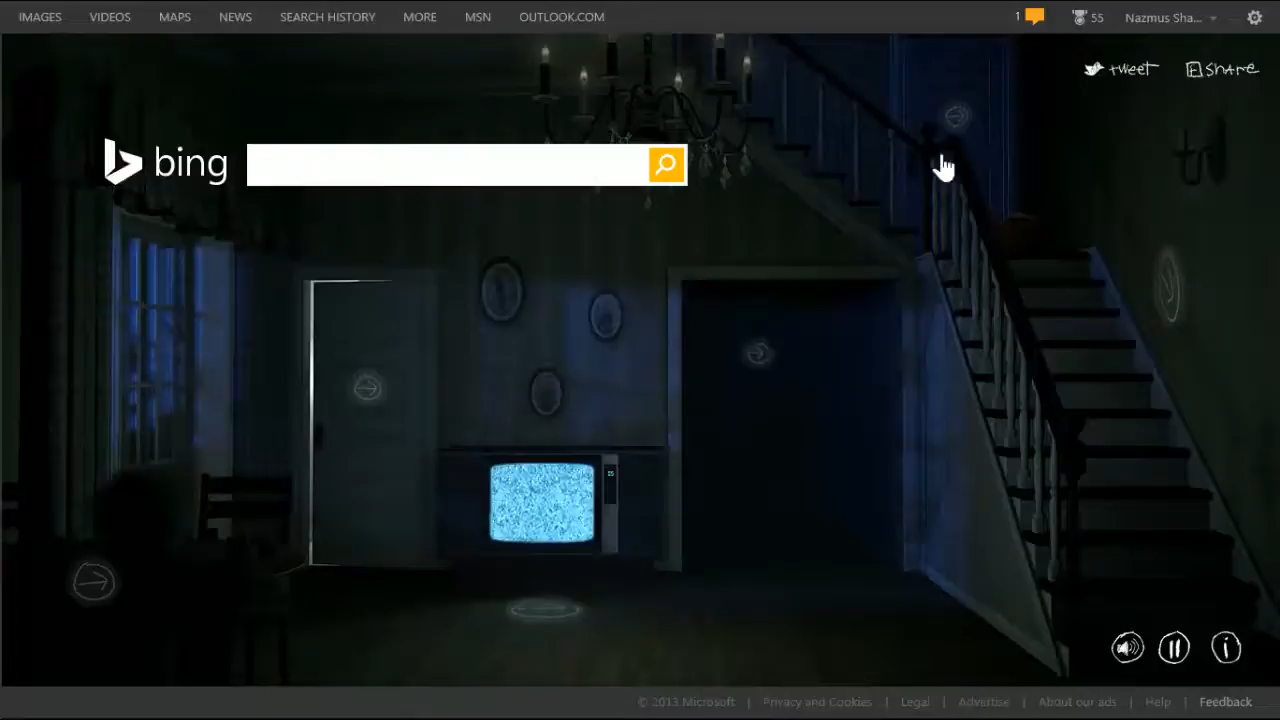 IMAGES VIDEOS MAPS NEWS SEARCH HISTORY MORE MSN OUTLOOK.COM 1 55 Nazmus Sha...
tweet Share
bing
© 2013 Microsoft | Privacy and Cookies | Legal | Advertise | About our ads | Help | Feedback